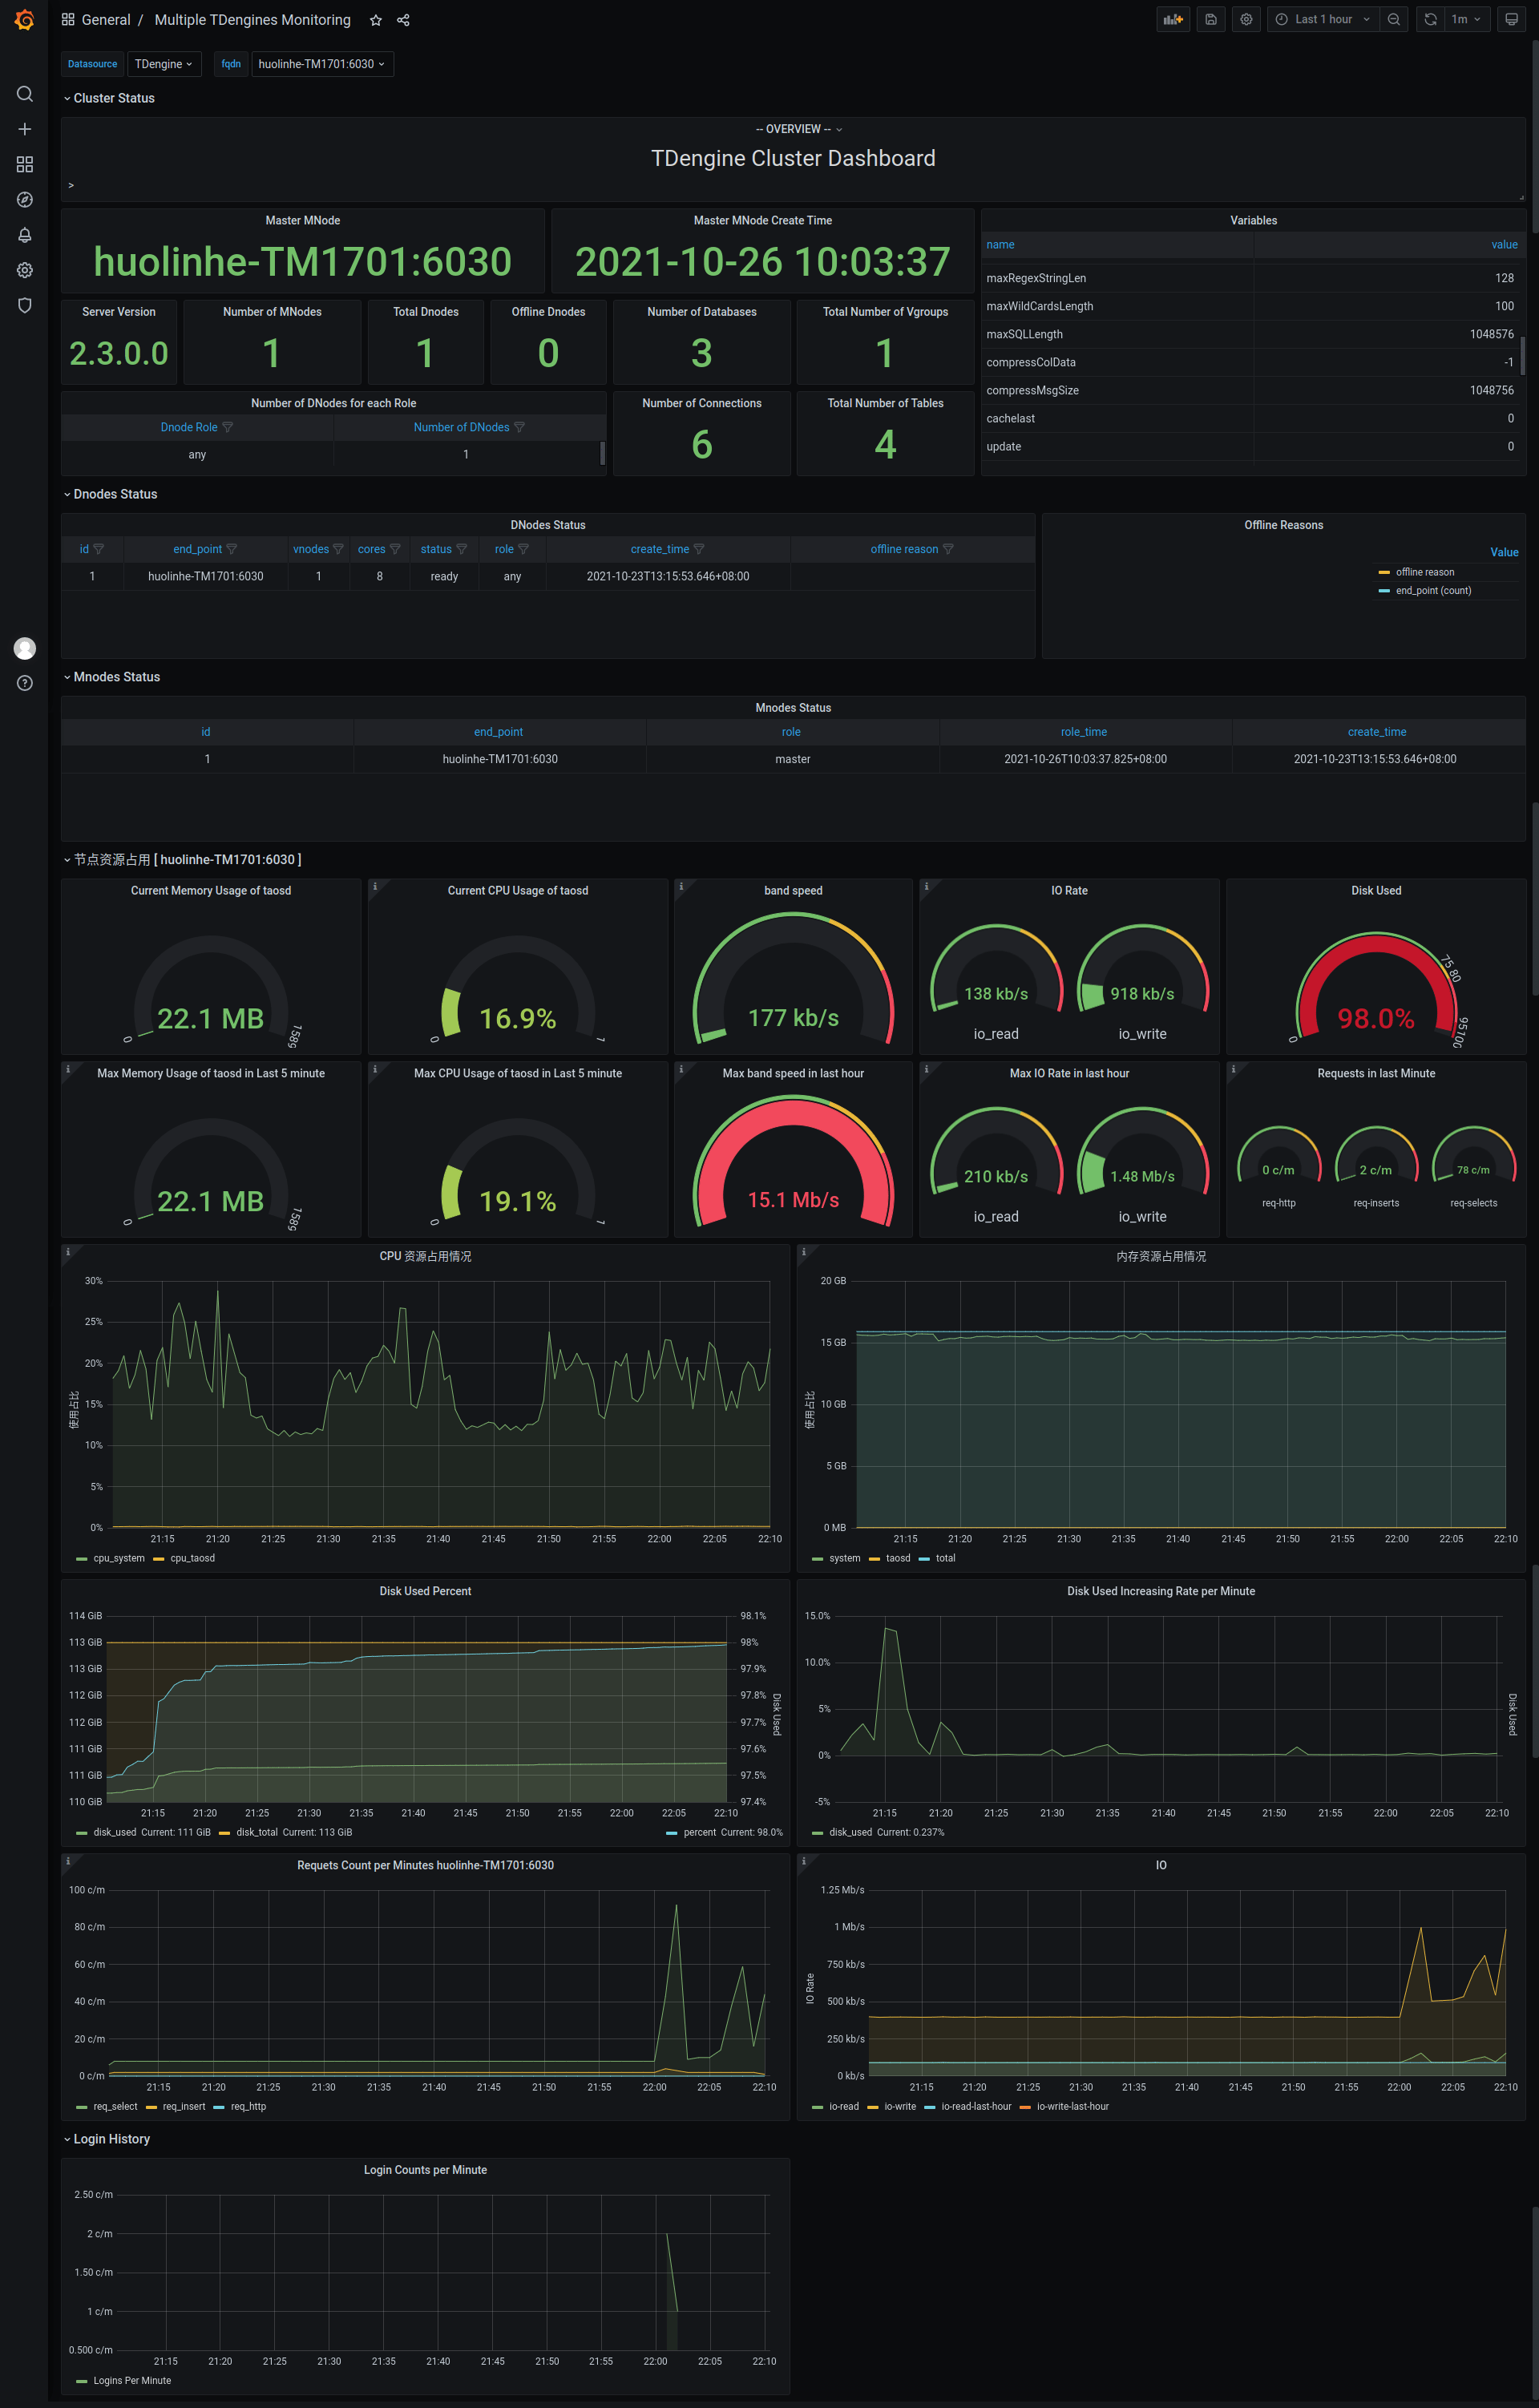 General / Multiple TDengines Monitoring
Last 1 hour
1m
Datasource TDengine fqdn huolinhe-TM1701:6030
Cluster Status
-- OVERVIEW --
TDengine Cluster Dashboard
>
Master MNode
huolinhe-TM1701:6030
Master MNode Create Time
2021-10-26 10:03:37
Variables
name value
maxRegexStringLen 128
maxWildCardsLength 100
maxSQLLength 1048576
compressColData -1
compressMsgSize 1048756
cachelast 0
update 0
Server Version
2.3.0.0
Number of MNodes
1
Total Dnodes
1
Offline Dnodes
0
Number of Databases
3
Total Number of Vgroups
1
Number of DNodes for each Role
Dnode Role Number of DNodes
any 1
Number of Connections
6
Total Number of Tables
4
Dnodes Status
DNodes Status
id end_point vnodes cores status role create_time offline reason
1 huolinhe-TM1701:6030 1 8 ready any 2021-10-23T13:15:53.646+08:00
Offline Reasons
Value
offline reason
end_point (count)
Mnodes Status
Mnodes Status
id end_point role role_time create_time
1 huolinhe-TM1701:6030 master 2021-10-26T10:03:37.825+08:00 2021-10-23T13:15:53.646+08:00
节点资源占用 [ huolinhe-TM1701:6030 ]
Current Memory Usage of taosd
22.1 MB
0 1589
Current CPU Usage of taosd
16.9%
0 1
band speed
177 kb/s
IO Rate
138 kb/s 918 kb/s
io_read io_write
Disk Used
98.0%
0 75 80 95 100
Max Memory Usage of taosd in Last 5 minute
22.1 MB
0 1589
Max CPU Usage of taosd in Last 5 minute
19.1%
0 1
Max band speed in last hour
15.1 Mb/s
Max IO Rate in last hour
210 kb/s 1.48 Mb/s
io_read io_write
Requests in last Minute
0 c/m 2 c/m 78 c/m
req-http req-inserts req-selects
CPU 资源占用情况
使用占比
30%
25%
20%
15%
10%
5%
0%
21:15 21:20 21:25 21:30 21:35 21:40 21:45 21:50 21:55 22:00 22:05 22:10
cpu_system cpu_taosd
内存资源占用情况
使用占比
20 GB
15 GB
10 GB
5 GB
0 MB
21:15 21:20 21:25 21:30 21:35 21:40 21:45 21:50 21:55 22:00 22:05 22:10
system taosd total
Disk Used Percent
114 GiB 98.1%
113 GiB 98%
113 GiB 97.9%
112 GiB 97.8%
112 GiB 97.7%
111 GiB 97.6%
111 GiB 97.5%
110 GiB 97.4%
Disk Used
21:15 21:20 21:25 21:30 21:35 21:40 21:45 21:50 21:55 22:00 22:05 22:10
disk_used Current: 111 GiB disk_total Current: 113 GiB percent Current: 98.0%
Disk Used Increasing Rate per Minute
15.0%
10.0%
5%
0%
-5%
Disk Used
21:15 21:20 21:25 21:30 21:35 21:40 21:45 21:50 21:55 22:00 22:05 22:10
disk_used Current: 0.237%
Requets Count per Minutes huolinhe-TM1701:6030
100 c/m
80 c/m
60 c/m
40 c/m
20 c/m
0 c/m
21:15 21:20 21:25 21:30 21:35 21:40 21:45 21:50 21:55 22:00 22:05 22:10
req_select req_insert req_http
IO
IO Rate
1.25 Mb/s
1 Mb/s
750 kb/s
500 kb/s
250 kb/s
0 kb/s
21:15 21:20 21:25 21:30 21:35 21:40 21:45 21:50 21:55 22:00 22:05 22:10
io-read io-write io-read-last-hour io-write-last-hour
Login History
Login Counts per Minute
2.50 c/m
2 c/m
1.50 c/m
1 c/m
0.500 c/m
21:15 21:20 21:25 21:30 21:35 21:40 21:45 21:50 21:55 22:00 22:05 22:10
Logins Per Minute